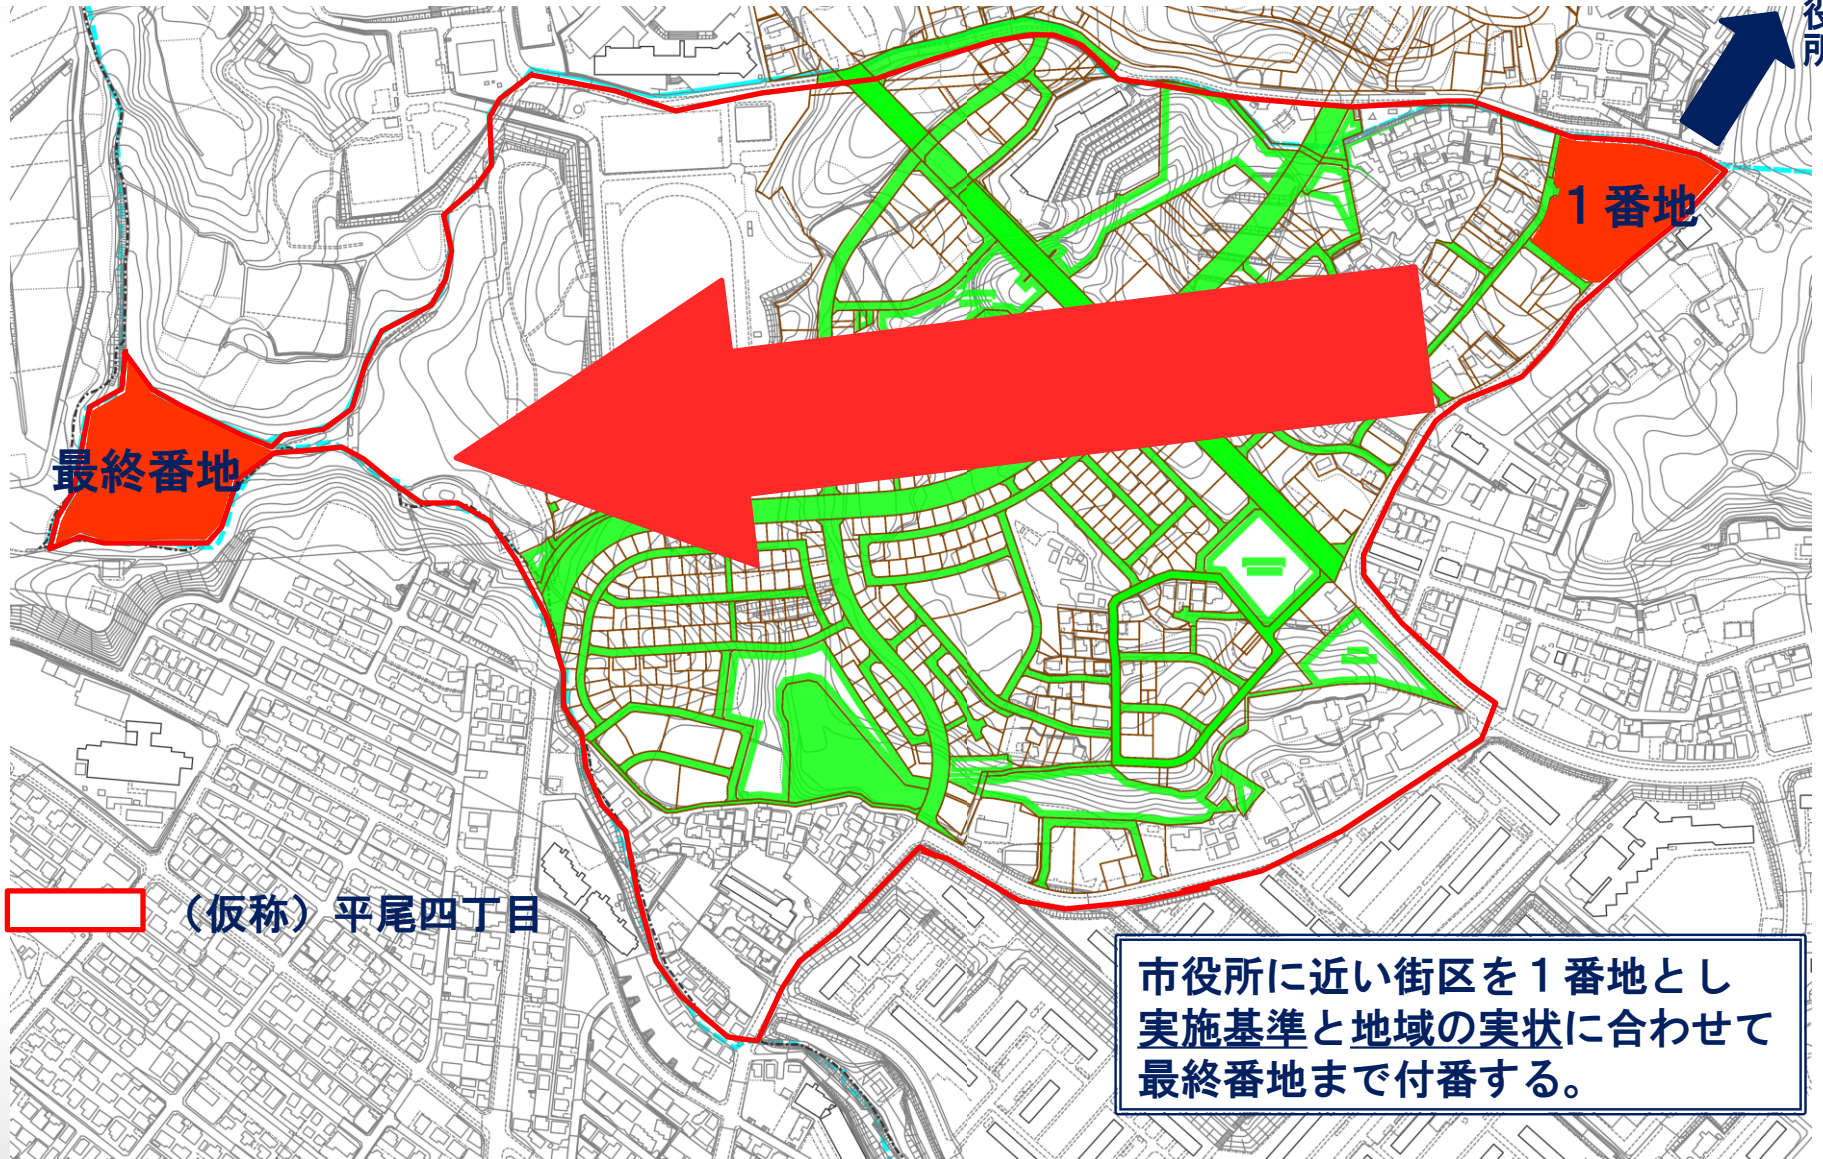 役
所
１番地
最終番地
（仮称）平尾四丁目
市役所に近い街区を１番地とし
実施基準と地域の実状に合わせて
最終番地まで付番する。